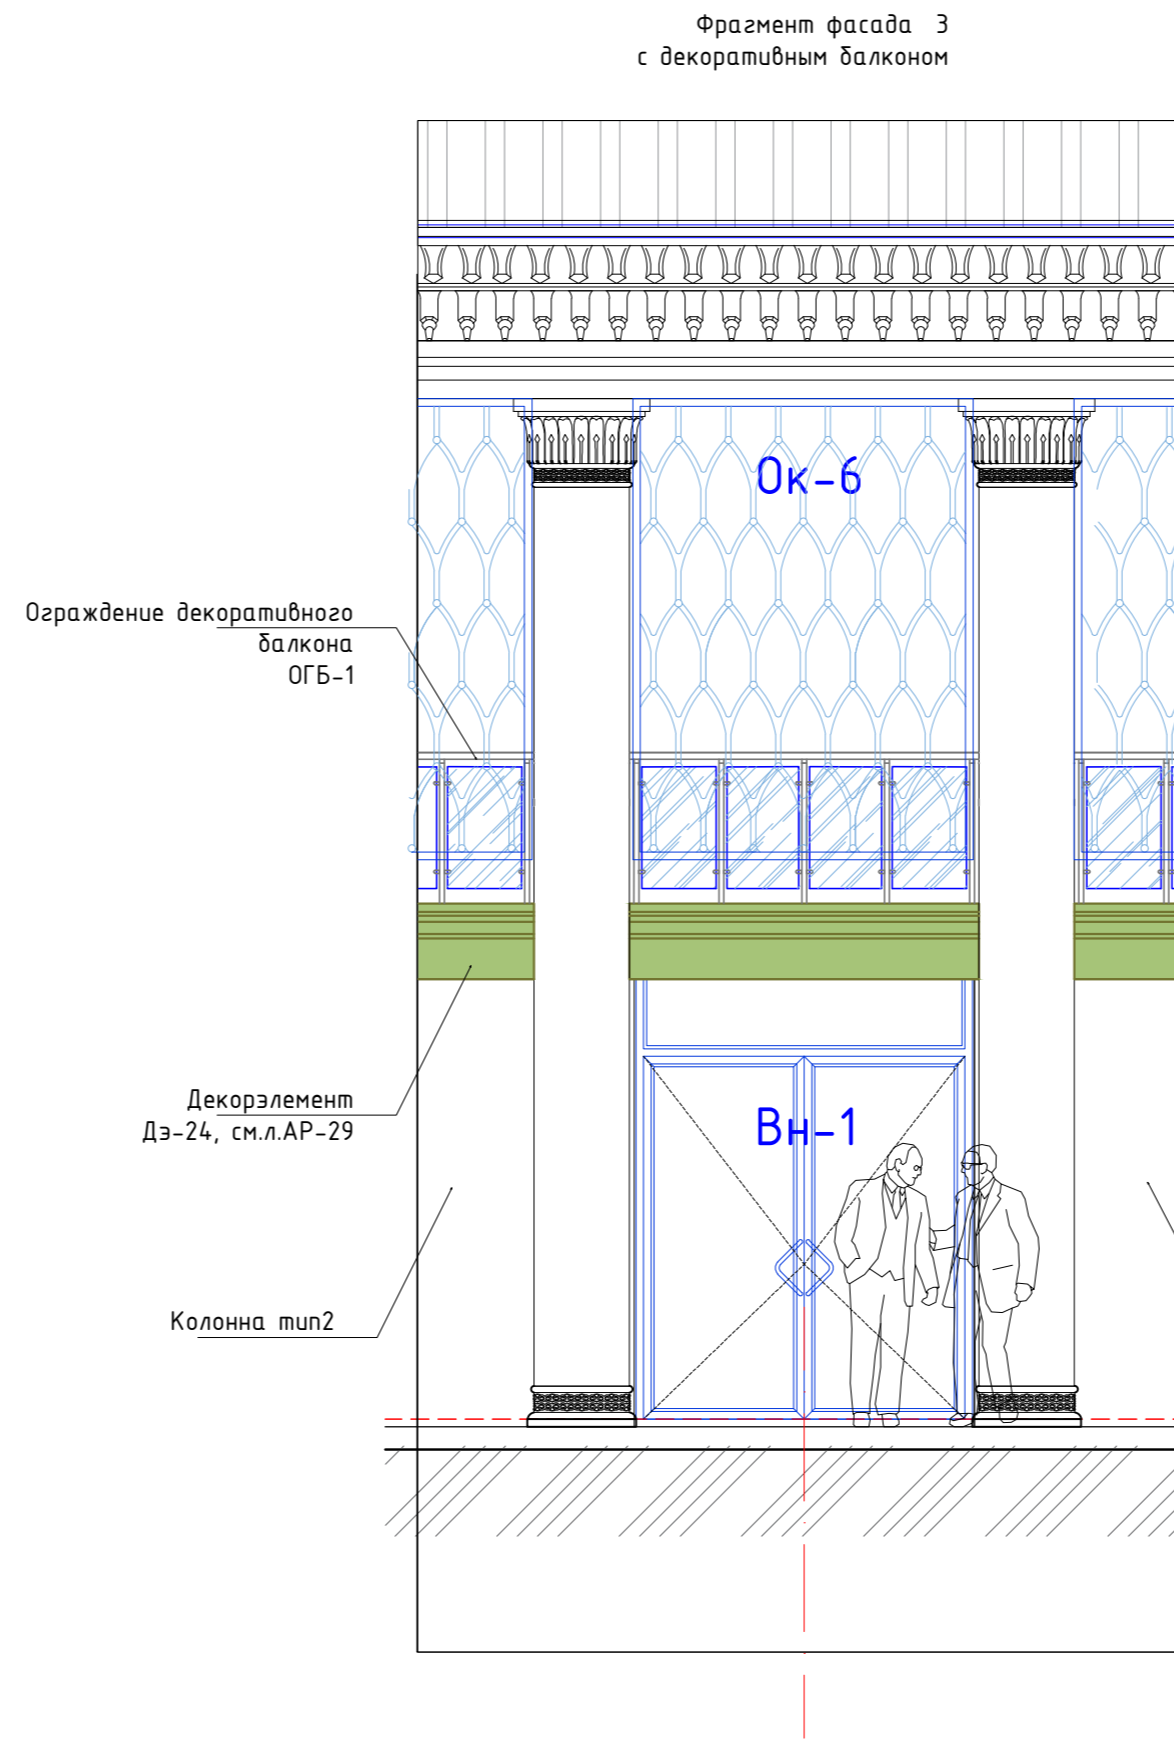 Фрагмент фасада 3
с декоративным балконом
Ок-6
Ограждение декоративного
балкона
ОГБ-1
Декорэлемент
Дэ-24, см.л.АР-29
Вн-1
Колонна тип2